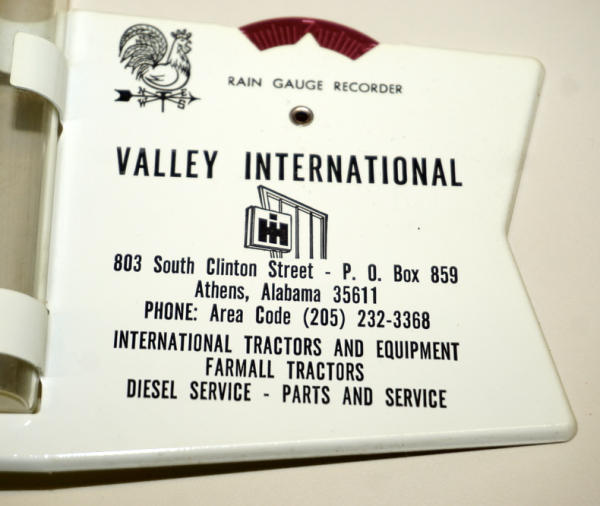 N E
W S
RAIN GAUGE RECORDER
VALLEY INTERNATIONAL
IH
803 South Clinton Street - P. O. Box 859
Athens, Alabama 35611
PHONE: Area Code (205) 232-3368
INTERNATIONAL TRACTORS AND EQUIPMENT
FARMALL TRACTORS
DIESEL SERVICE - PARTS AND SERVICE